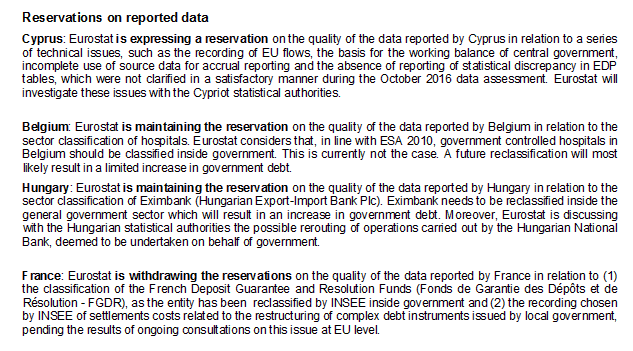 Reservations on reported data
Cyprus: Eurostat is expressing a reservation on the quality of the data reported by Cyprus in relation to a series
of technical issues, such as the recording of EU flows, the basis for the working balance of central government,
incomplete use of source data for accrual reporting and the absence of reporting of statistical discrepancy in EDP
tables, which were not clarified in a satisfactory manner during the October 2016 data assessment. Eurostat will
investigate these issues with the Cypriot statistical authorities.
Belgium: Eurostat is maintaining the reservation on the quality of the data reported by Belgium in relation to the
sector classification of hospitals. Eurostat considers that, in line with ESA 2010, government controlled hospitals in
Belgium should be classified inside government. This is currently not the case. A future reclassification will most
likely result in a limited increase in government debt.
Hungary: Eurostat is maintaining the reservation on the quality of the data reported by Hungary in relation to the
sector classification of Eximbank (Hungarian Export-Import Bank Plc). Eximbank needs to be reclassified inside the
general government sector which will result in an increase in government debt. Moreover, Eurostat is discussing
with the Hungarian statistical authorities the possible rerouting of operations carried out by the Hungarian National
Bank, deemed to be undertaken on behalf of government.
France: Eurostat is withdrawing the reservations on the quality of the data reported by France in relation to (1)
the classification of the French Deposit Guarantee and Resolution Funds (Fonds de Garantie des Dépôts et de
Résolution - FGDR), as the entity has been reclassified by INSEE inside government and (2) the recording chosen
by INSEE of settlements costs related to the restructuring of complex debt instruments issued by local government,
pending the results of ongoing consultations on this issue at EU level.